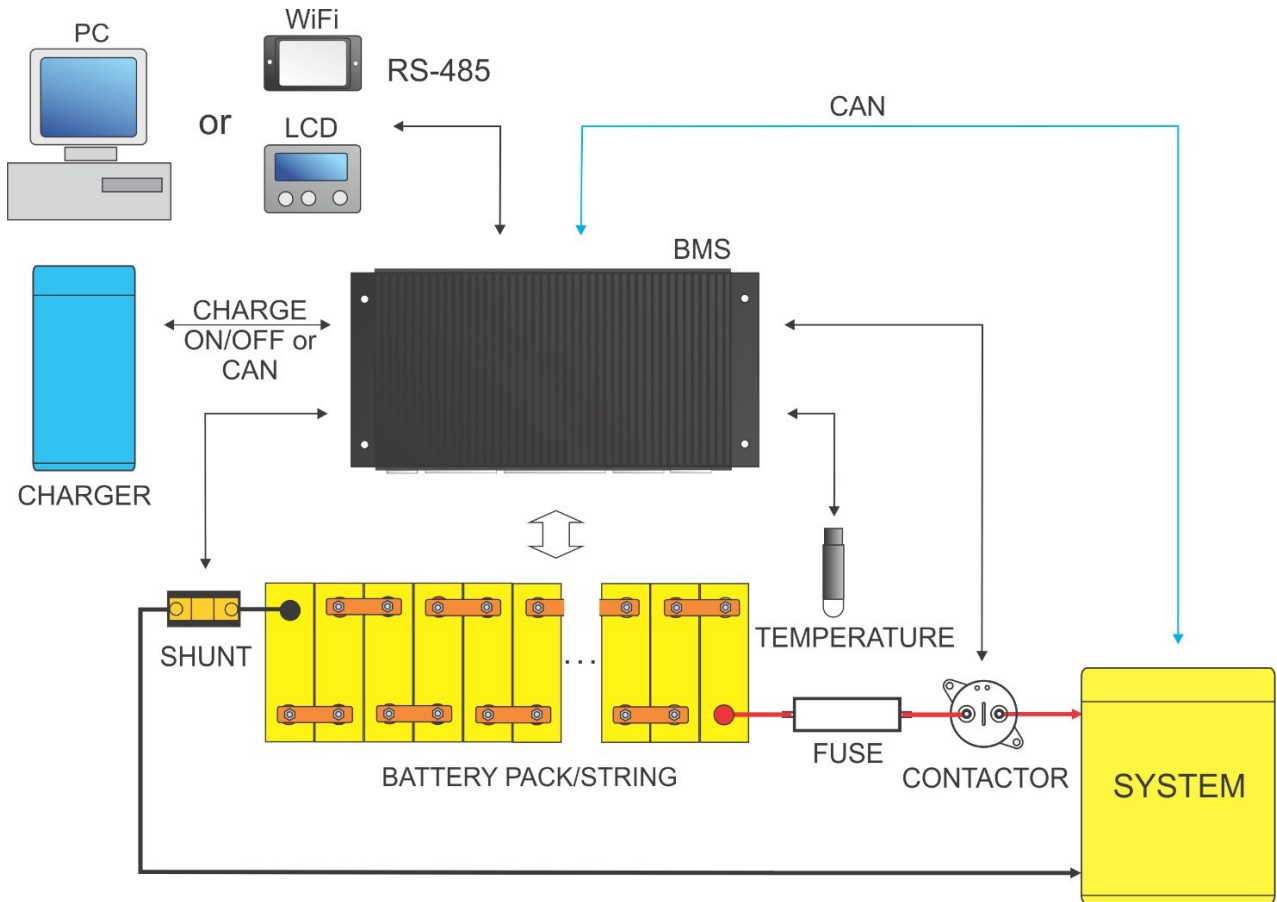 PC
WiFi
RS-485
or
LCD
CAN
BMS
CHARGE
ON/OFF or
CAN
CHARGER
SHUNT
TEMPERATURE
...
BATTERY PACK/STRING
FUSE
CONTACTOR
SYSTEM